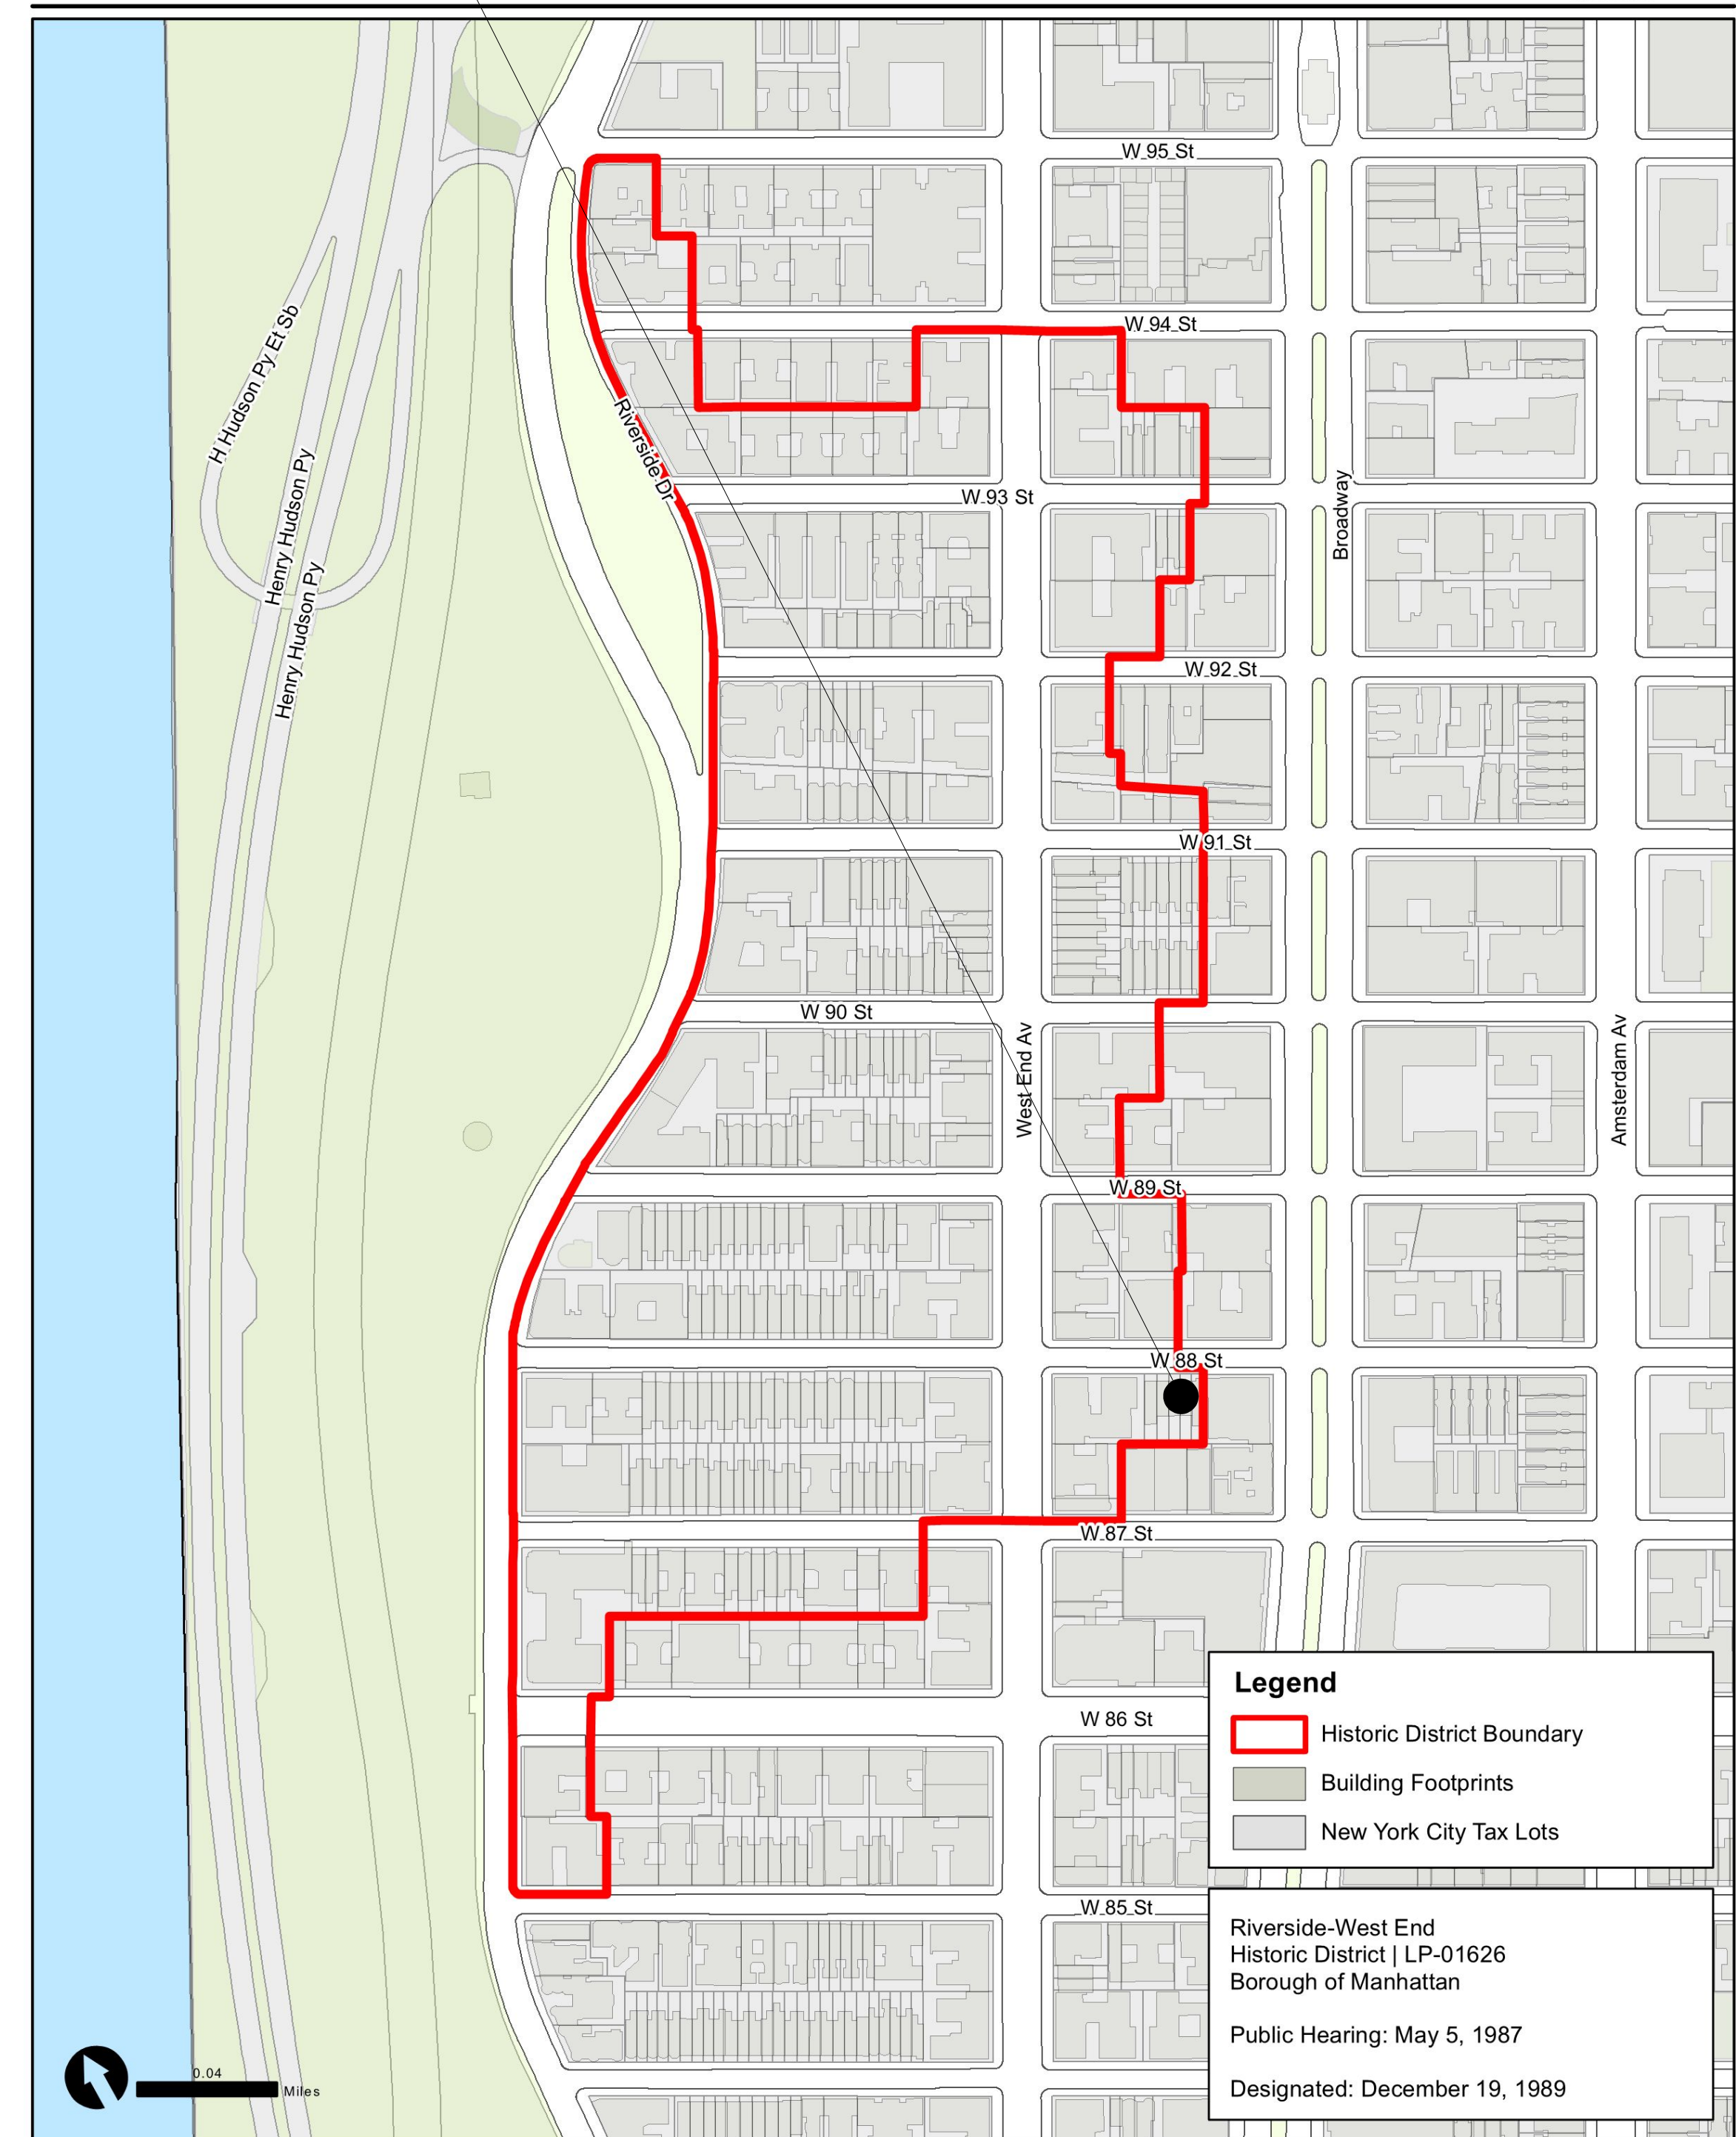 W 95 St
W 94 St
H Hudson Py Et Sb
Riverside Dr
Henry Hudson Py
W 93 St
Broadway
Henry Hudson Py
W 92 St
W 91 St
W 90 St
West End Av
Amsterdam Av
W 89 St
W 88 St
W 87 St
W 86 St
W 85 St
Legend
Historic District Boundary
Building Footprints
New York City Tax Lots
Riverside-West End
Historic District | LP-01626
Borough of Manhattan
Public Hearing: May 5, 1987
Designated: December 19, 1989
0.04
Miles